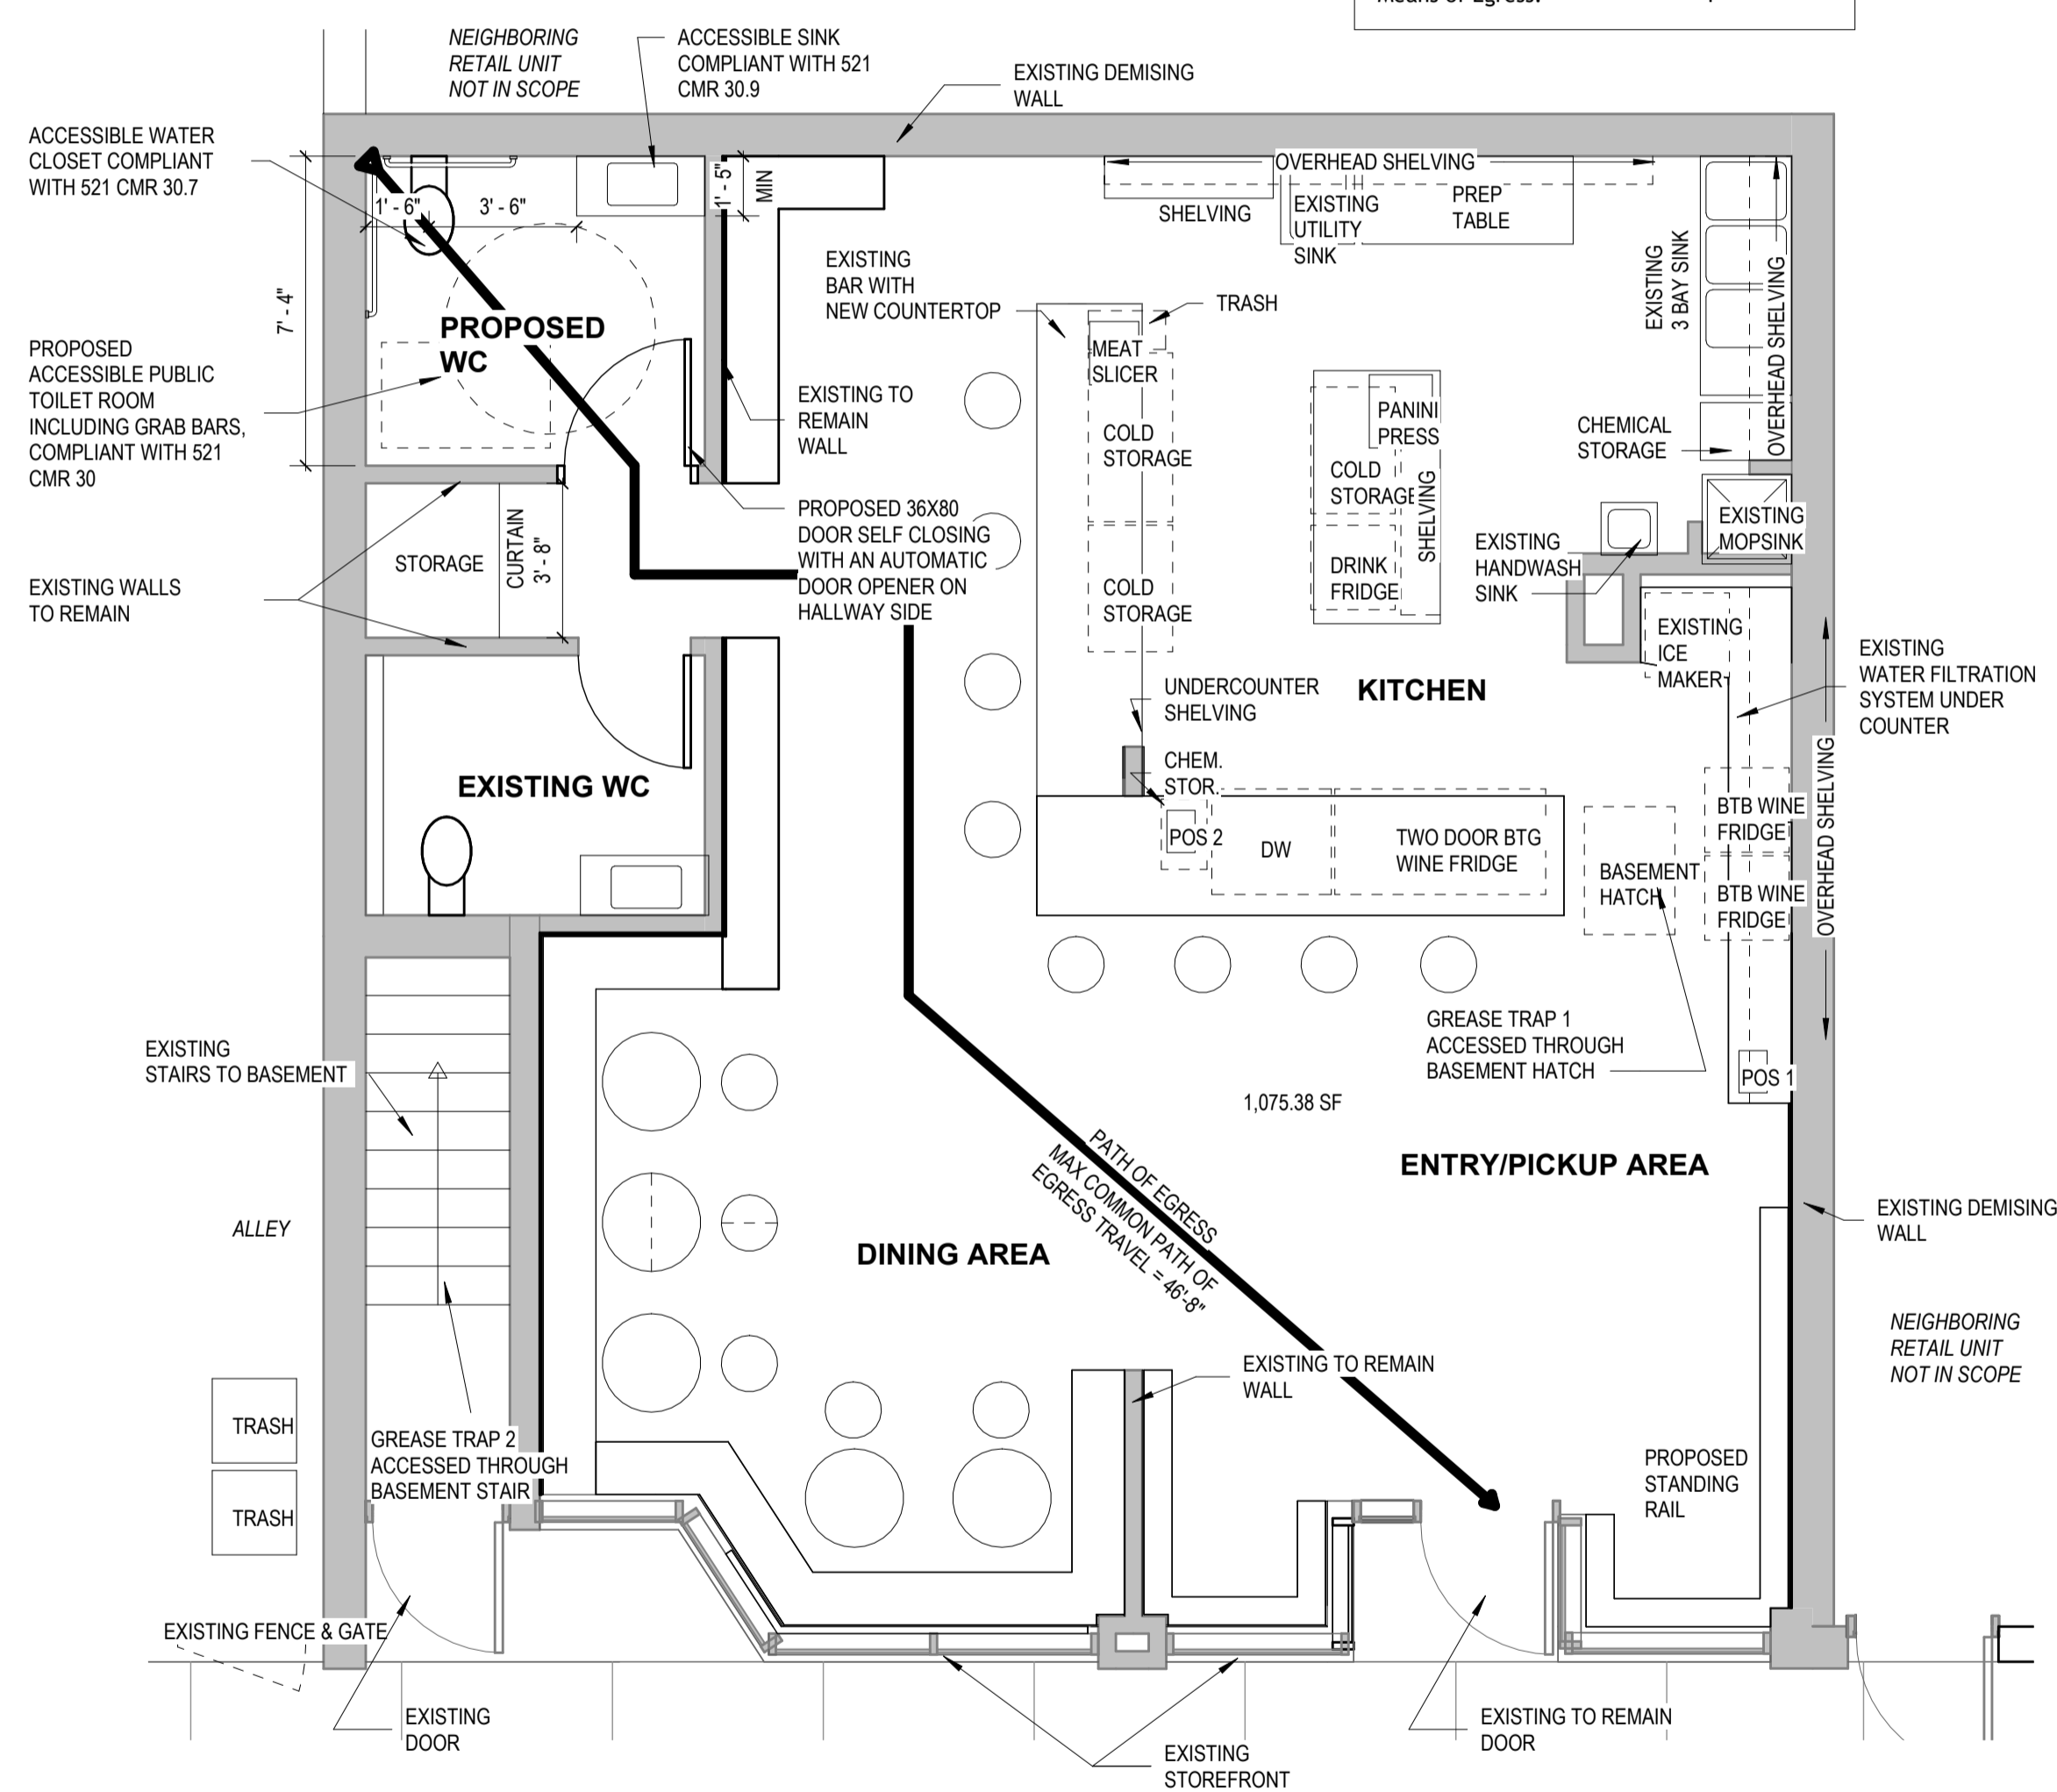 Means of Egress:
NEIGHBORING
RETAIL UNIT
NOT IN SCOPE
ACCESSIBLE SINK
COMPLIANT WITH 521
CMR 30.9
EXISTING DEMISING
WALL
ACCESSIBLE WATER
CLOSET COMPLIANT
WITH 521 CMR 30.7
1' - 6"
3' - 6"
1' - 5"
MIN
7' - 4"
OVERHEAD SHELVING
SHELVING
EXISTING
UTILITY
SINK
PREP
TABLE
EXISTING
3 BAY SINK
OVERHEAD SHELVING
EXISTING
BAR WITH
NEW COUNTERTOP
TRASH
MEAT
SLICER
PROPOSED
WC
PROPOSED
ACCESSIBLE PUBLIC
TOILET ROOM
INCLUDING GRAB BARS,
COMPLIANT WITH 521
CMR 30
EXISTING TO
REMAIN
WALL
COLD
STORAGE
PANINI
PRESS
COLD
STORAGE
SHELVING
CHEMICAL
STORAGE
PROPOSED 36X80
DOOR SELF CLOSING
WITH AN AUTOMATIC
DOOR OPENER ON
HALLWAY SIDE
STORAGE
CURTAIN
3' - 8"
EXISTING WALLS
TO REMAIN
COLD
STORAGE
DRINK
FRIDGE
EXISTING
HANDWASH
SINK
EXISTING
MOPSINK
EXISTING
ICE
MAKER
EXISTING
WATER FILTRATION
SYSTEM UNDER
COUNTER
UNDERCOUNTER
SHELVING
KITCHEN
CHEM.
STOR.
EXISTING WC
POS 2
DW
TWO DOOR BTG
WINE FRIDGE
BASEMENT
HATCH
BTB WINE
FRIDGE
BTB WINE
FRIDGE
OVERHEAD SHELVING
GREASE TRAP 1
ACCESSED THROUGH
BASEMENT HATCH
POS 1
EXISTING
STAIRS TO BASEMENT
1,075.38 SF
PATH OF EGRESS
MAX COMMON PATH OF
EGRESS TRAVEL = 46'-8"
ENTRY/PICKUP AREA
EXISTING DEMISING
WALL
ALLEY
DINING AREA
NEIGHBORING
RETAIL UNIT
NOT IN SCOPE
EXISTING TO REMAIN
WALL
TRASH
GREASE TRAP 2
ACCESSED THROUGH
BASEMENT STAIR
TRASH
PROPOSED
STANDING
RAIL
EXISTING FENCE & GATE
EXISTING
DOOR
EXISTING
STOREFRONT
EXISTING TO REMAIN
DOOR